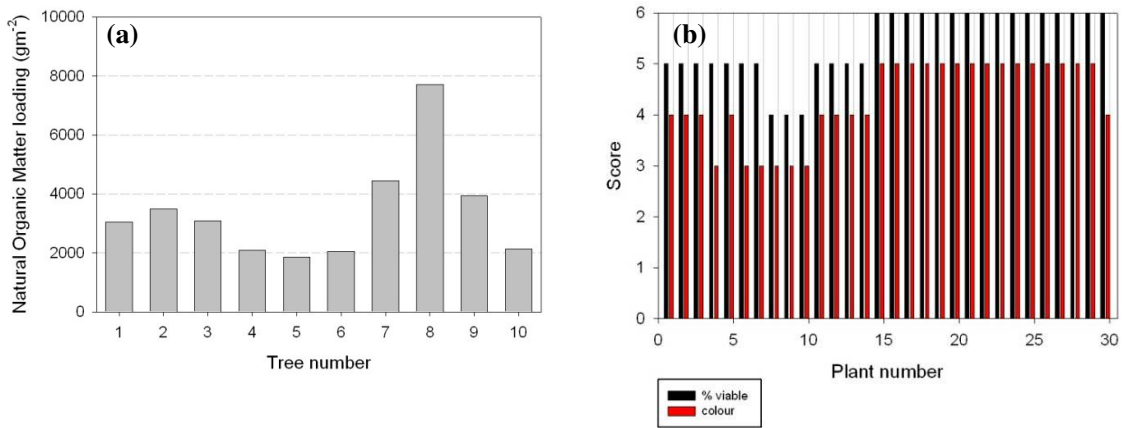 (a)
Natural Organic Matter loading (gm⁻²)
10000
8000
6000
4000
2000
0
1 2 3 4 5 6 7 8 9 10
Tree number
(b)
Score
6
5
4
3
2
1
0
0 5 10 15 20 25 30
Plant number
% viable
colour